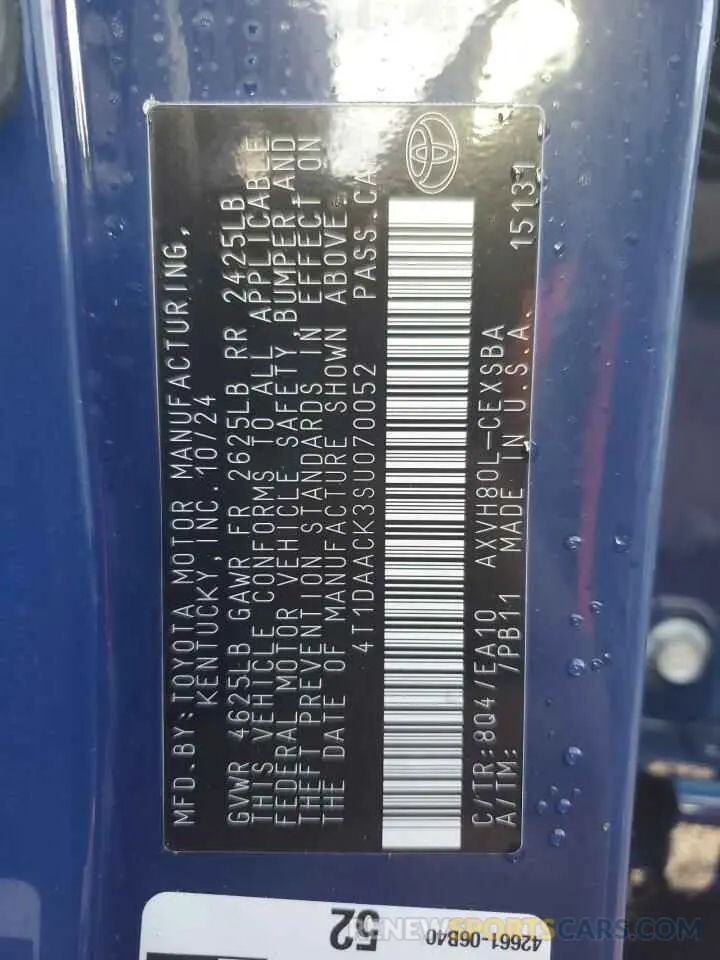 MFD.BY:TOYOTA MOTOR MANUFACTURING,
KENTUCKY, INC. 10/24
GVWR 4625LB GAWR FR 2625LB RR 2425LB
THIS VEHICLE CONFORMS TO ALL APPLICABLE
FEDERAL MOTOR VEHICLE SAFETY,BUMPER,AND
THEFT PREVENTION STANDARDS IN EFFECT ON
THE DATE OF MANUFACTURE SHOWN ABOVE.
4T1DAACK3SU070052 PASS.CAR
C/TR:8Q4/EA10 AXVH80L-CEXSBA
A/TM: /PB11 MADE IN U.S.A. 15131
52
42661-06B40
RENEWSPORTCARS.COM